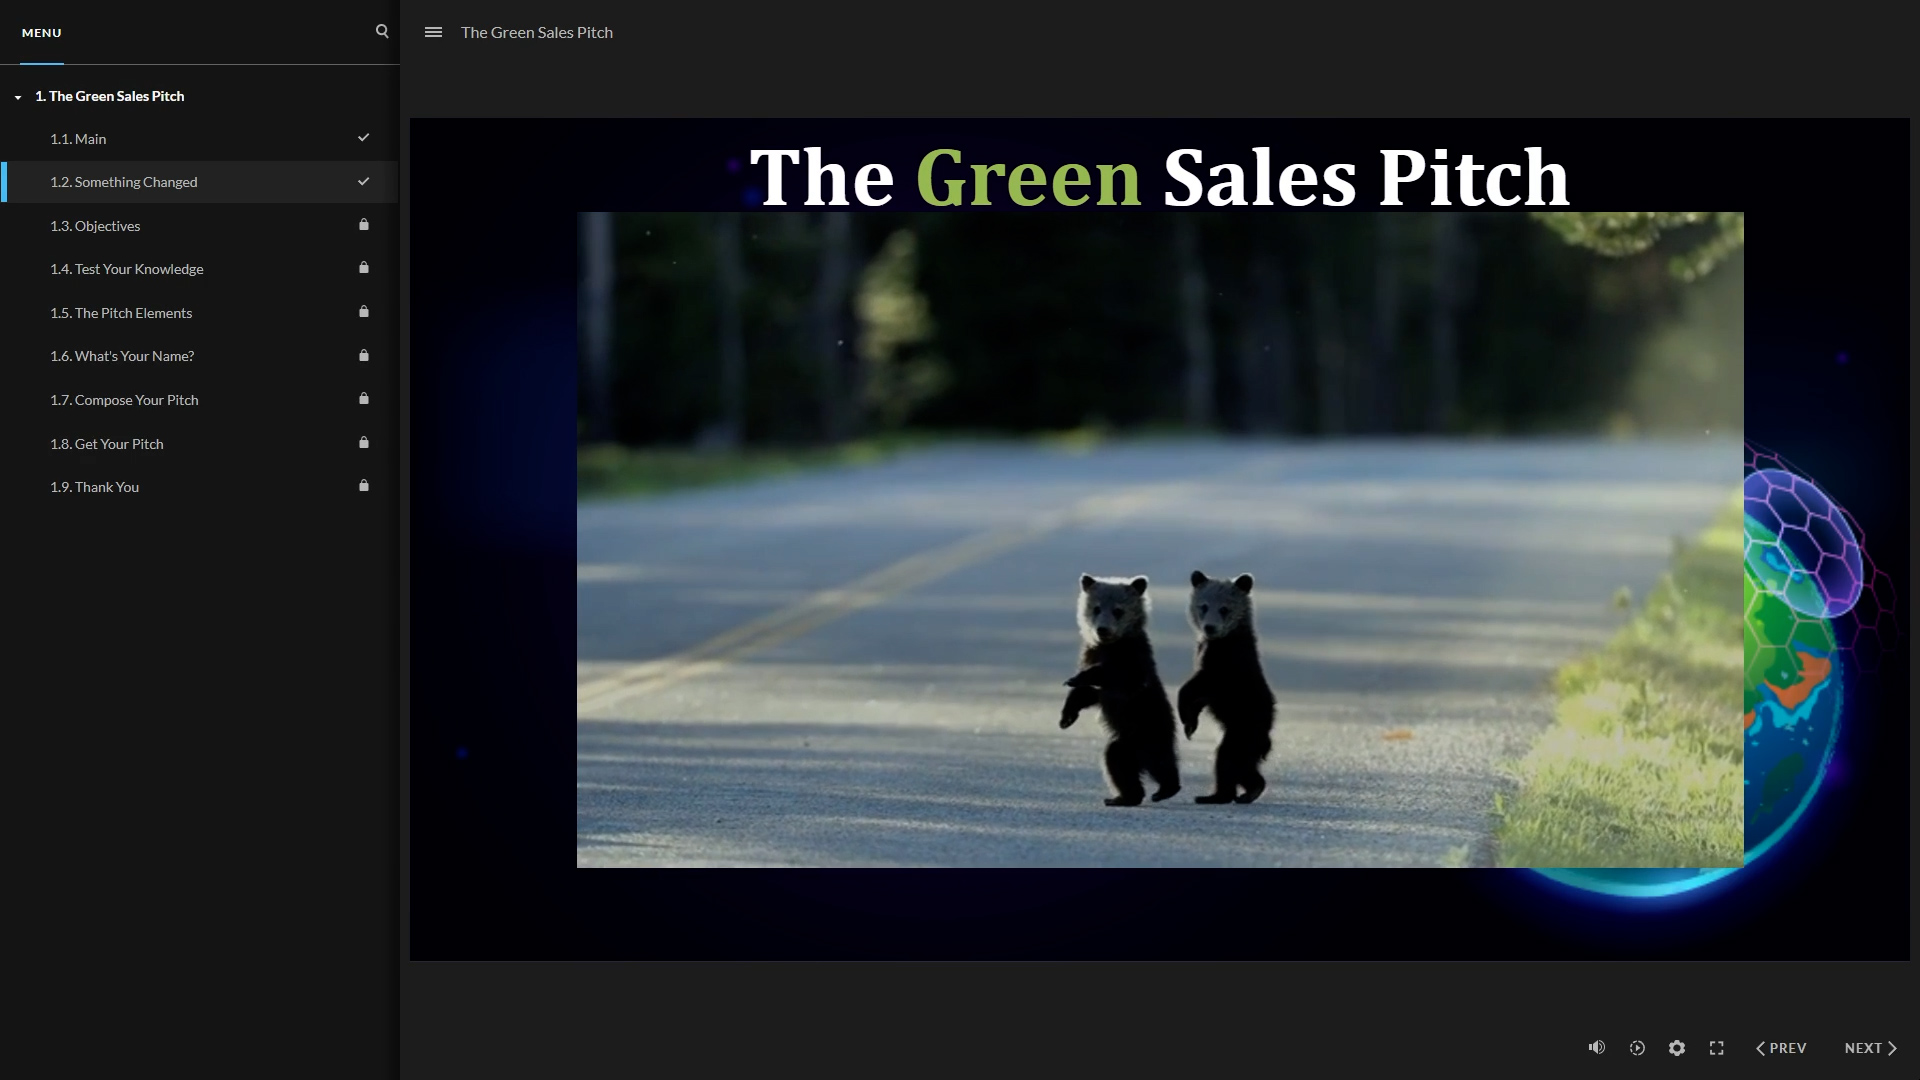 MENU
The Green Sales Pitch
1. The Green Sales Pitch
1.1. Main
1.2. Something Changed
1.3. Objectives
1.4. Test Your Knowledge
1.5. The Pitch Elements
1.6. What's Your Name?
1.7. Compose Your Pitch
1.8. Get Your Pitch
1.9. Thank You
The Green Sales Pitch
PREV
NEXT